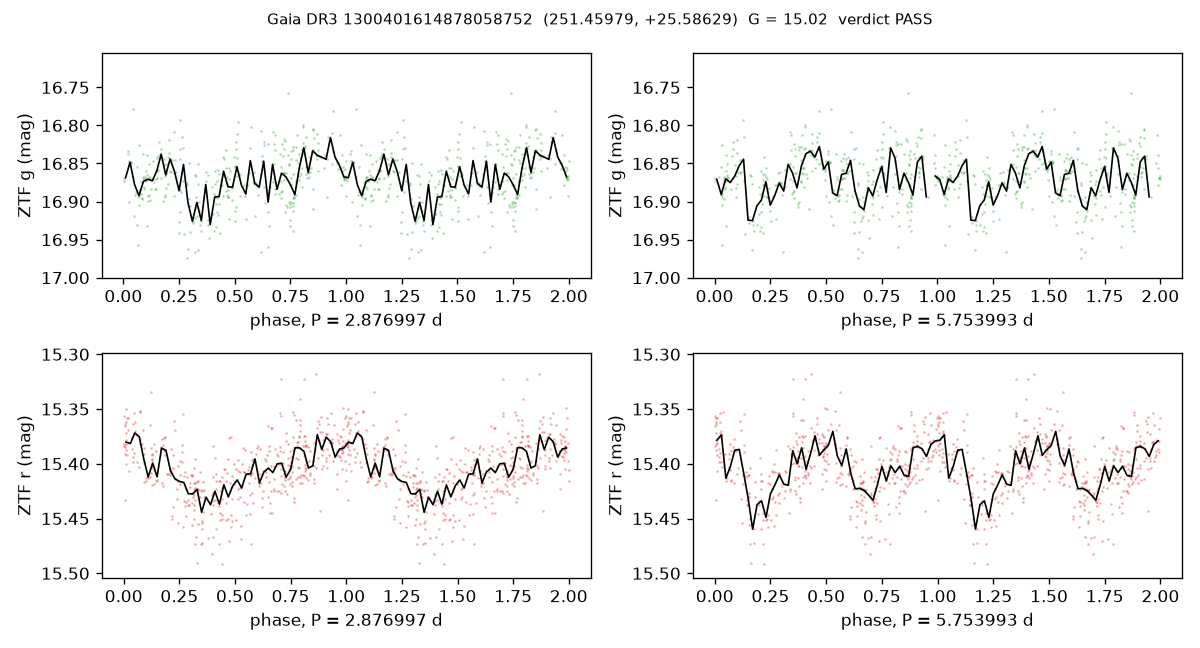 Gaia DR3 1300401614878058752 (251.45979, +25.58629) G = 15.02 verdict PASS
ZTF g (mag)
16.75
16.80
16.85
16.90
16.95
17.00
0.00 0.25 0.50 0.75 1.00 1.25 1.50 1.75 2.00
phase, P = 2.876997 d
ZTF g (mag)
16.75
16.80
16.85
16.90
16.95
17.00
0.00 0.25 0.50 0.75 1.00 1.25 1.50 1.75 2.00
phase, P = 5.753993 d
ZTF r (mag)
15.30
15.35
15.40
15.45
15.50
0.00 0.25 0.50 0.75 1.00 1.25 1.50 1.75 2.00
phase, P = 2.876997 d
ZTF r (mag)
15.30
15.35
15.40
15.45
15.50
0.00 0.25 0.50 0.75 1.00 1.25 1.50 1.75 2.00
phase, P = 5.753993 d